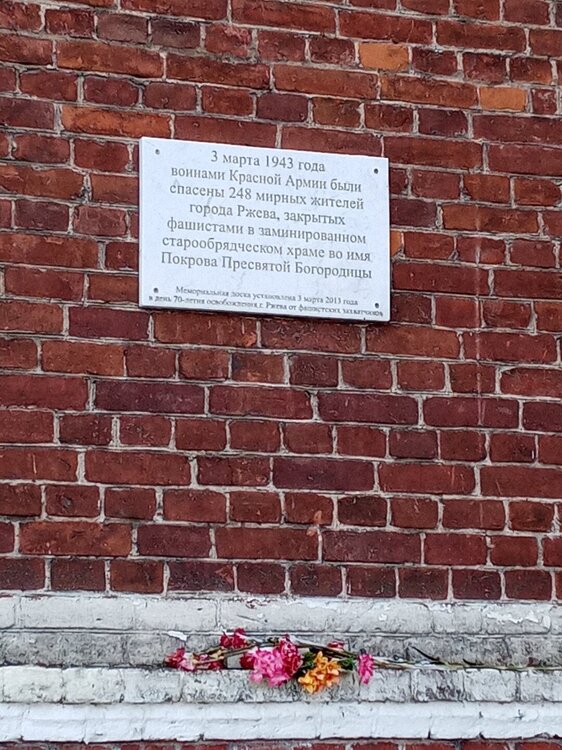 3 марта 1943 года
воинами Красной Армии были
спасены 248 мирных жителей
города Ржева, закрытых
фашистами в заминированном
старообрядческом храме во имя
Покрова Пресвятой Богородицы
Мемориальная доска установлена 3 марта 2013 года
в день 70-летия освобождения г. Ржева от фашистских захватчиков